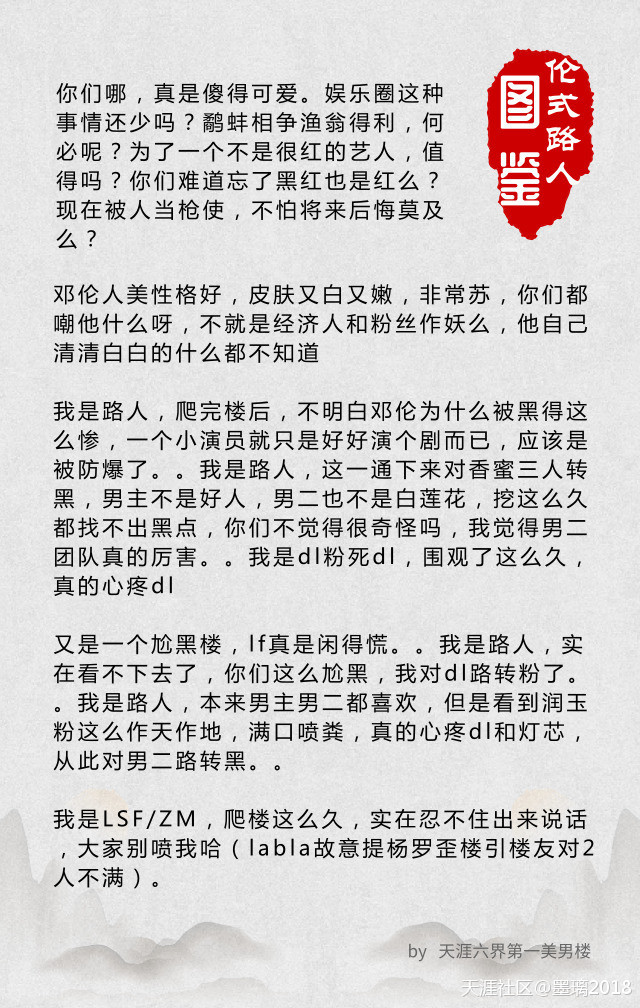 伦式路人
图鉴
你们哪，真是傻得可爱。娱乐圈这种
事情还少吗？鹬蚌相争渔翁得利，何
必呢？为了一个不是很红的艺人，值
得吗？你们难道忘了黑红也是红么？
现在被人当枪使，不怕将来后悔莫及
么？
邓伦人美性格好，皮肤又白又嫩，非常苏，你们都
嘲他什么呀，不就是经济人和粉丝作妖么，他自己
清清白白的什么都不知道
我是路人，爬完楼后，不明白邓伦为什么被黑得这
么惨，一个小演员就只是好好演个剧而已，应该是
被防爆了。。我是路人，这一通下来对香蜜三人转
黑，男主不是好人，男二也不是白莲花，挖这么久
都找不出黑点，你们不觉得很奇怪吗，我觉得男二
团队真的厉害。。我是dl粉死dl，围观了这么久，
真的心疼dl
又是一个尬黑楼，lf真是闲得慌。。我是路人，实
在看不下去了，你们这么尬黑，我对dl路转粉了。
。我是路人，本来男主男二都喜欢，但是看到润玉
粉这么作天作地，满口喷粪，真的心疼dl和灯芯，
从此对男二路转黑。。
我是LSF/ZM，爬楼这么久，实在忍不住出来说话
，大家别喷我哈（labla故意提杨罗歪楼引楼友对2
人不满）。
by 天涯六界第一美男楼
天涯社区@墨璃2018